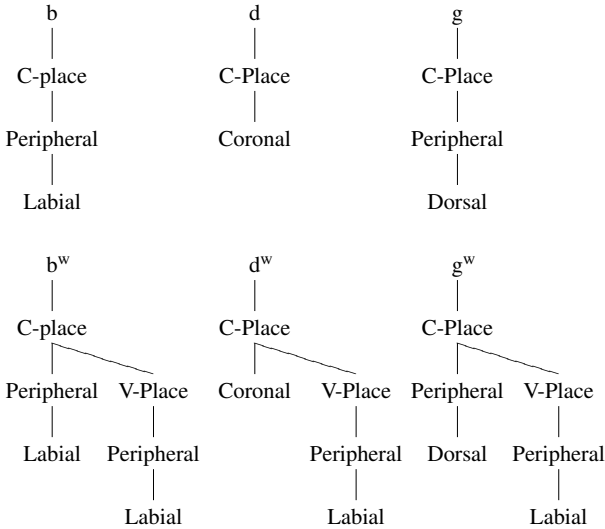 b d g
C-place C-Place C-Place
Peripheral Coronal Peripheral
Labial Dorsal
bʷ dʷ gʷ
C-place C-Place C-Place
Peripheral V-Place Coronal V-Place Peripheral V-Place
Labial Peripheral Peripheral Dorsal Peripheral
Labial Labial Labial